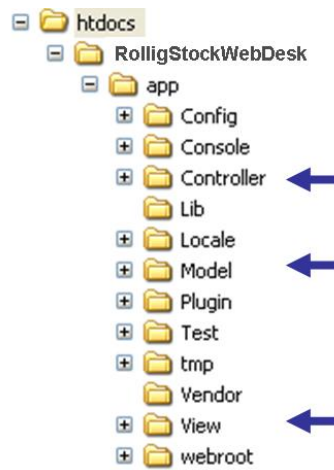 htdocs
RolligStockWebDesk
app
Config
Console
Controller
Lib
Locale
Model
Plugin
Test
tmp
Vendor
View
webroot